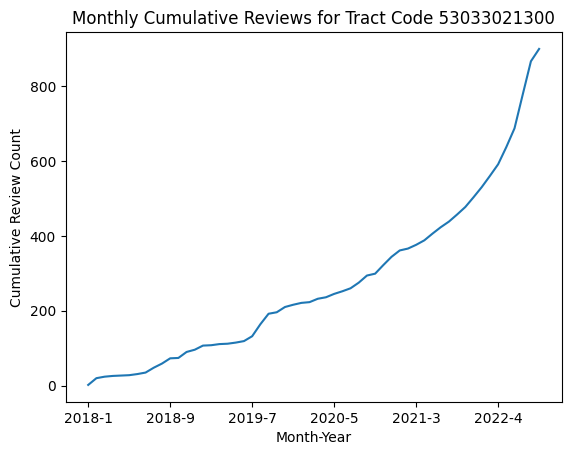 Monthly Cumulative Reviews for Tract Code 53033021300
Cumulative Review Count
800
600
400
200
0
2018-1 2018-9 2019-7 2020-5 2021-3 2022-4
Month-Year